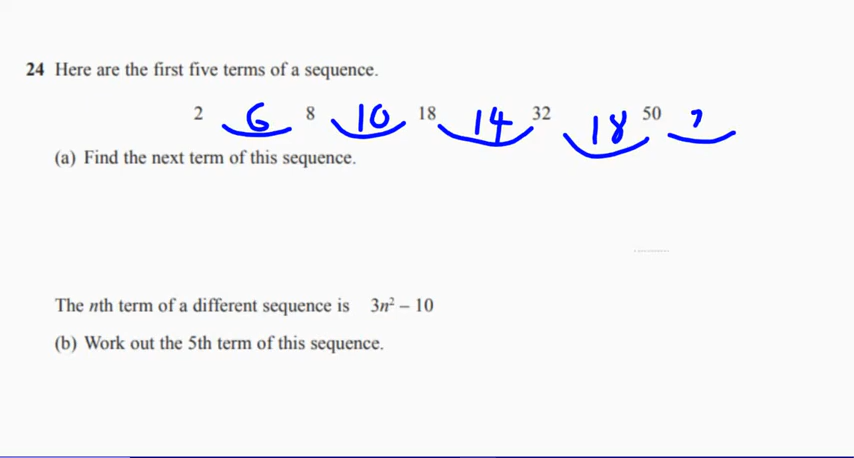 24 Here are the first five terms of a sequence.
2 6 8 10 18 14 32 18 50 ?
(a) Find the next term of this sequence.
The nth term of a different sequence is 3n² – 10
(b) Work out the 5th term of this sequence.